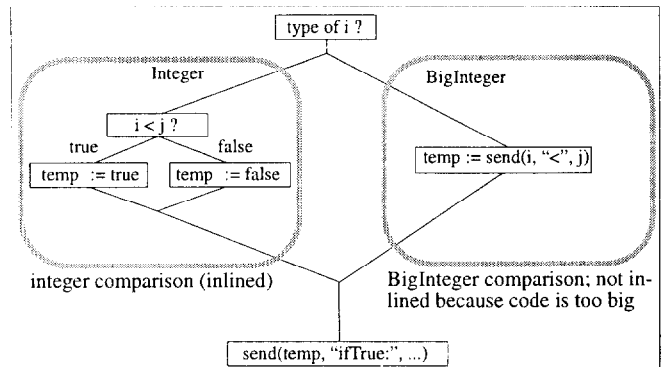 type of i ?
Integer
BigInteger
i < j ?
true
false
temp := true
temp := false
temp := send(i, “<”, j)
integer comparison (inlined)
BigInteger comparison; not in-
lined because code is too big
send(temp, “ifTrue:”, ...)